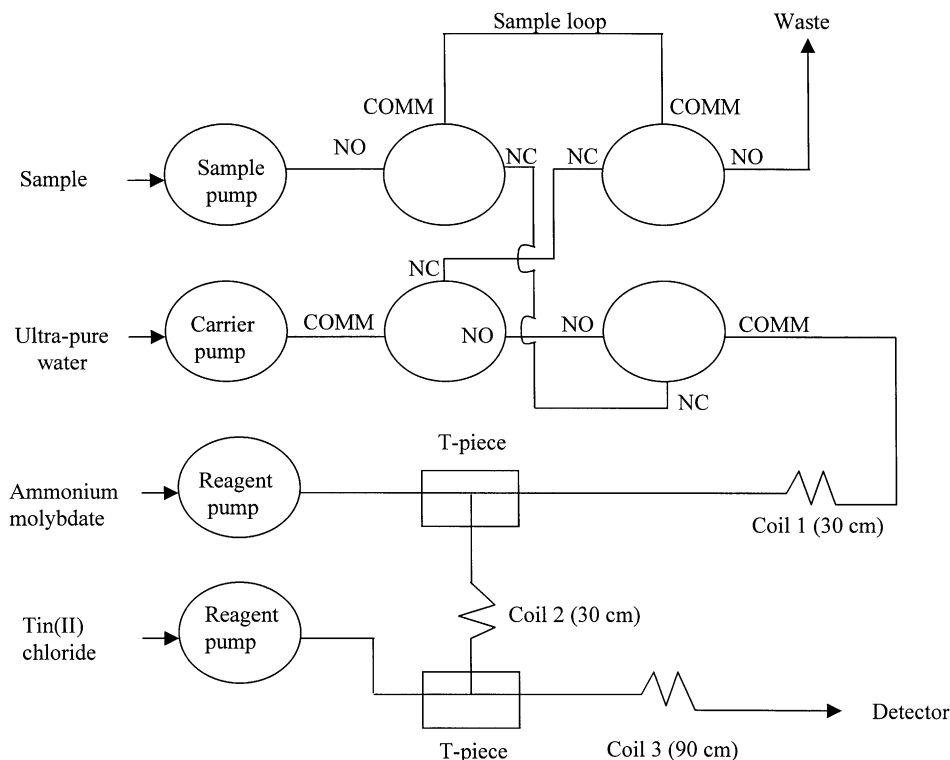 Sample loop
Waste
COMM
COMM
NO
NC
NC
NO
Sample
Sample
pump
NC
Ultra-pure
water
Carrier
pump
COMM
NO
NO
COMM
NC
T-piece
Ammonium
molybdate
Reagent
pump
Coil 1 (30 cm)
Tin(II)
chloride
Reagent
pump
Coil 2 (30 cm)
Detector
T-piece
Coil 3 (90 cm)